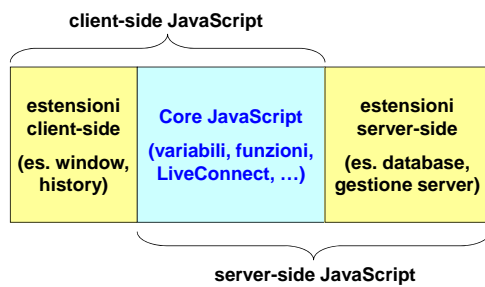 client-side JavaScript
estensioni
client-side
(es. window,
history)
Core JavaScript
(variabili, funzioni,
LiveConnect, …)
estensioni
server-side
(es. database,
gestione server)
server-side JavaScript